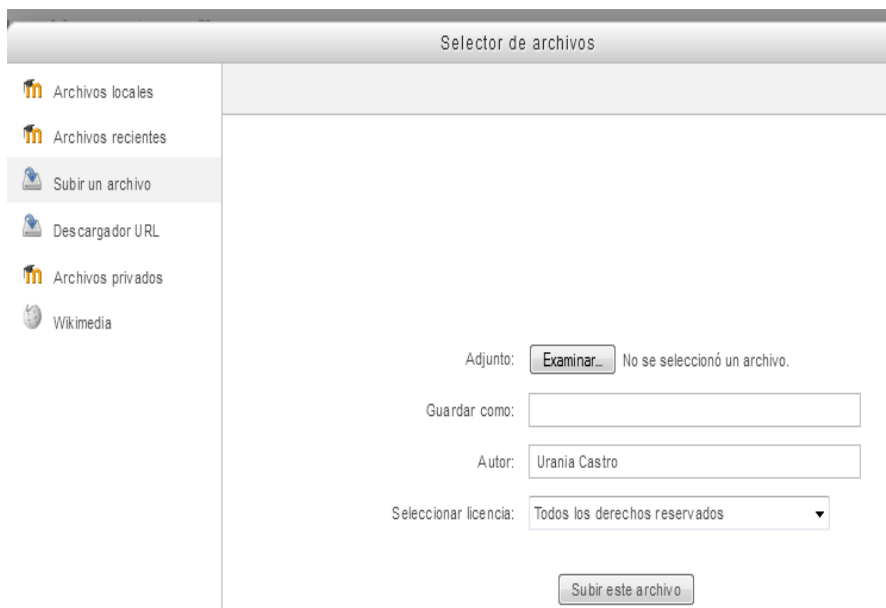 Selector de archivos
Archivos locales
Archivos recientes
Subir un archivo
Descargador URL
Archivos privados
Wikimedia
Adjunto: Examinar... No se seleccionó un archivo.
Guardar como:
Autor: Urania Castro
Seleccionar licencia: Todos los derechos reservados
Subir este archivo